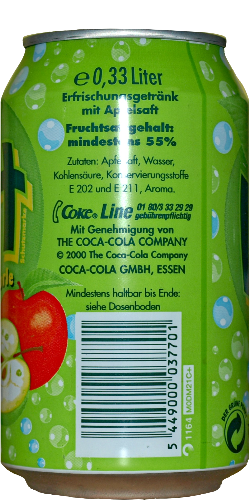 ℮ 0,33 Liter
Erfrischungsgetränk
mit Apfelsaft
Fruchtsaftgehalt:
mindestens 55%
Zutaten: Apfelsaft, Wasser,
Kohlensäure, Konservierungsstoffe
E 202 und E 211, Aroma.
Coke® Line 01 80/3 33 29 29
gebührenpflichtig
Mit Genehmigung von
THE COCA-COLA COMPANY
© 2000 The Coca-Cola Company
COCA-COLA GMBH, ESSEN
Mindestens haltbar bis Ende:
siehe Dosenboden
5 449000 037701
1164 M0OM21C+